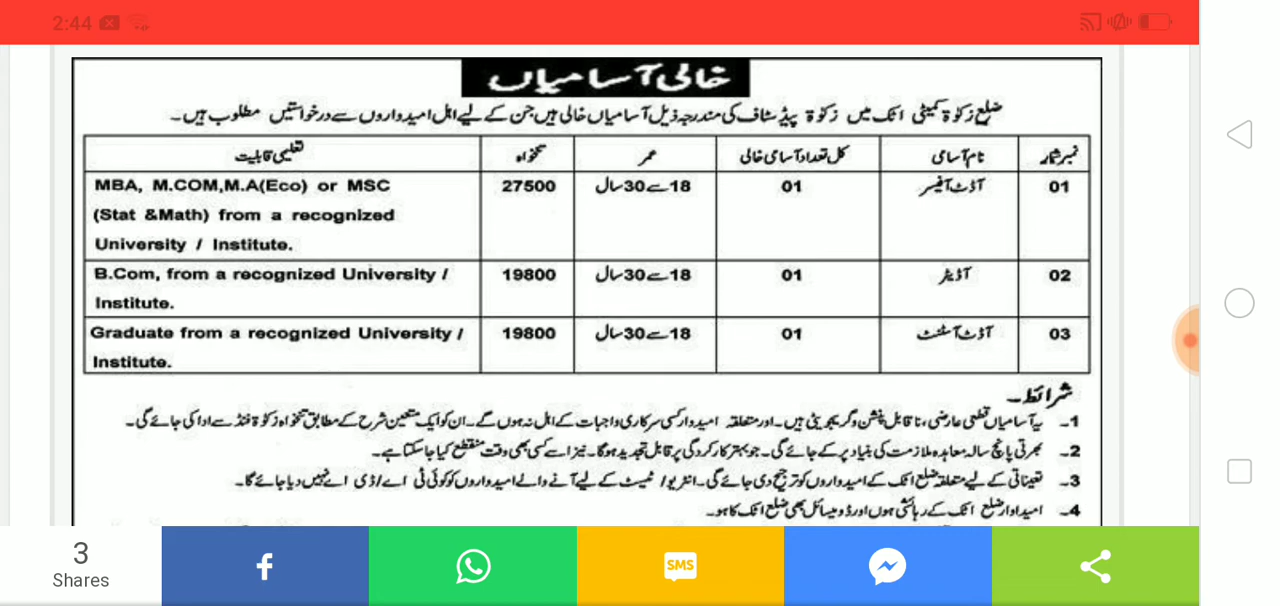 2:44
خالی آسامیاں
ضلع زکوٰۃ کمیٹی اٹک میں زکوٰۃ پیڈ سٹاف کی مندرجہ ذیل آسامیاں خالی ہیں جن کے لیے اہل امیدواروں سے درخواستیں مطلوب ہیں۔
نمبر شمار نام آسامی کل تعداد آسامی خالی عمر تنخواہ تعلیمی قابلیت
01 آڈٹ آفیسر 01 18 سے 30 سال 27500 MBA, M.COM,M.A(Eco) or MSC
(Stat &Math) from a recognized
University / Institute.
02 آڈیٹر 01 18 سے 30 سال 19800 B.Com, from a recognized University /
Institute.
03 آڈٹ آسسٹنٹ 01 18 سے 30 سال 19800 Graduate from a recognized University /
Institute.
شرائط۔
1۔ یہ آسامیاں قطعی عارضی، نا قابل پنشن و گریجویٹی ہیں۔ اور متعلقہ امیدوار کسی سرکاری واجبات کے اہل نہ ہوں گے۔ ان کو ایک متعین شرح کے مطابق تنخواہ زکوٰۃ فنڈ سے ادا کی جائے گی۔
2۔ بھرتی پانچ سالہ معاہدہ ملازمت کی بنیاد پر کے جائے گی۔ جو بہتر کارکردگی پر قابل تجدید ہوگا۔ نیز اسے کسی بھی وقت منقطع کیا جا سکتا ہے۔
3۔ تعیناتی کے لیے متعلقہ ضلع اٹک کے امیدواروں کو ترجیح دی جائے گی۔ انٹریو/ ٹیسٹ کے لیے آنے والے امیدواروں کو کوئی ٹی اے/ ڈی اے نہیں دیا جائے گا۔
4۔ امیداوار ضلع اٹک کے رہائشی ہوں اور ڈومیسائل بھی ضلع اٹک کا ہو۔
3
Shares
SMS